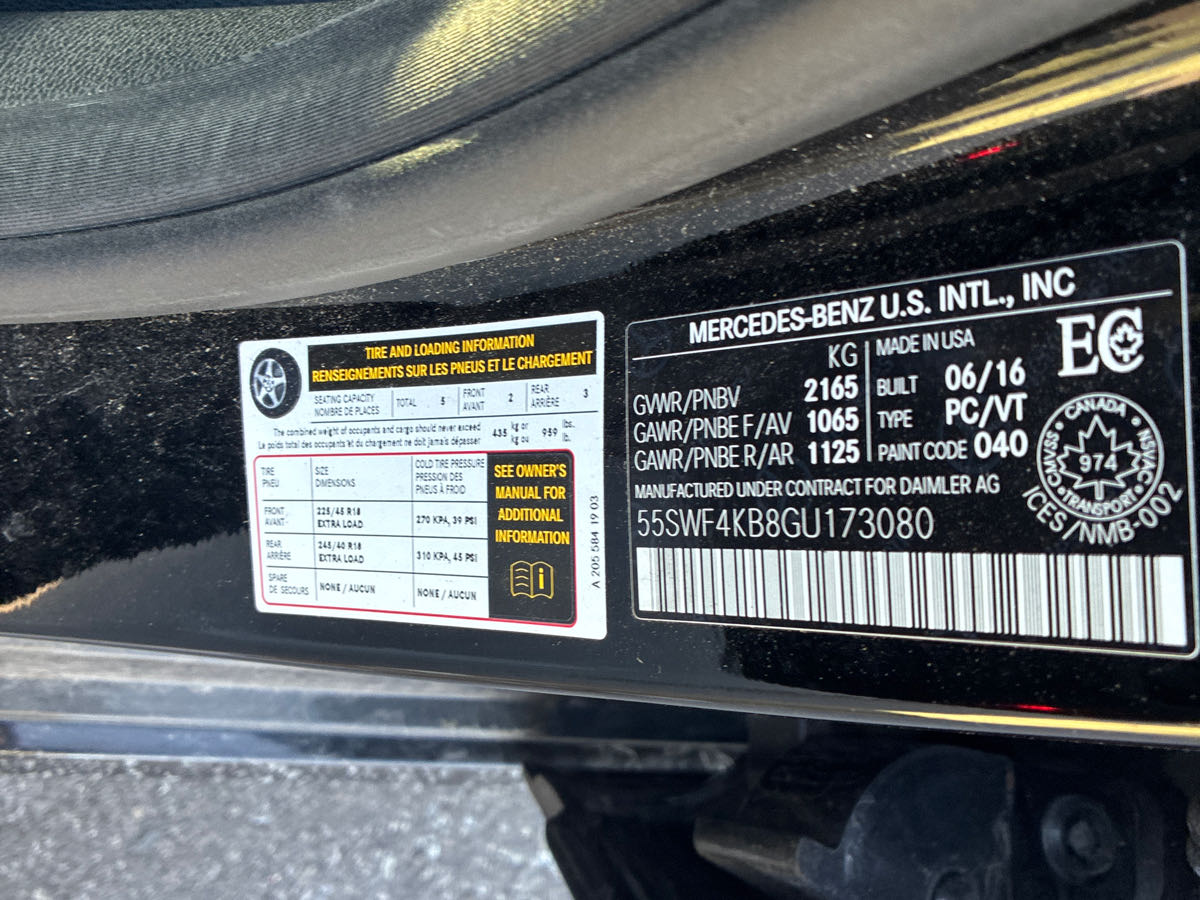 TIRE AND LOADING INFORMATION
RENSEIGNEMENTS SUR LES PNEUS ET LE CHARGEMENT
SEATING CAPACITY
NOMBRE DE PLACES
TOTAL 5
FRONT
AVANT
2
REAR
ARRIÈRE
3
The combined weight of occupants and cargo should never exceed 435 kg or 959 lbs.
Le poids total des occupants et du chargement ne doit jamais dépasser kg ou lb.
TIRE
PNEU
SIZE
DIMENSIONS
COLD TIRE PRESSURE
PRESSION DES
PNEUS À FROID
FRONT
AVANT
225/45 R18
EXTRA LOAD
270 KPA, 39 PSI
REAR
ARRIÈRE
245/40 R18
EXTRA LOAD
310 KPA, 45 PSI
SPARE
DE SECOURS
NONE / AUCUN
NONE / AUCUN
SEE OWNER'S
MANUAL FOR
ADDITIONAL
INFORMATION
A 205 584 19 03
MERCEDES-BENZ U.S. INTL., INC
KG
GVWR/PNBV 2165
GAWR/PNBE F/AV 1065
GAWR/PNBE R/AR 1125
MADE IN USA
BUILT 06/16
TYPE PC/VT
PAINT CODE 040
MANUFACTURED UNDER CONTRACT FOR DAIMLER AG
55SWF4KB8GU173080
EC
CANADA
974
TRANSPORT
SVMAC
NSVAC
ICES/NMB-002